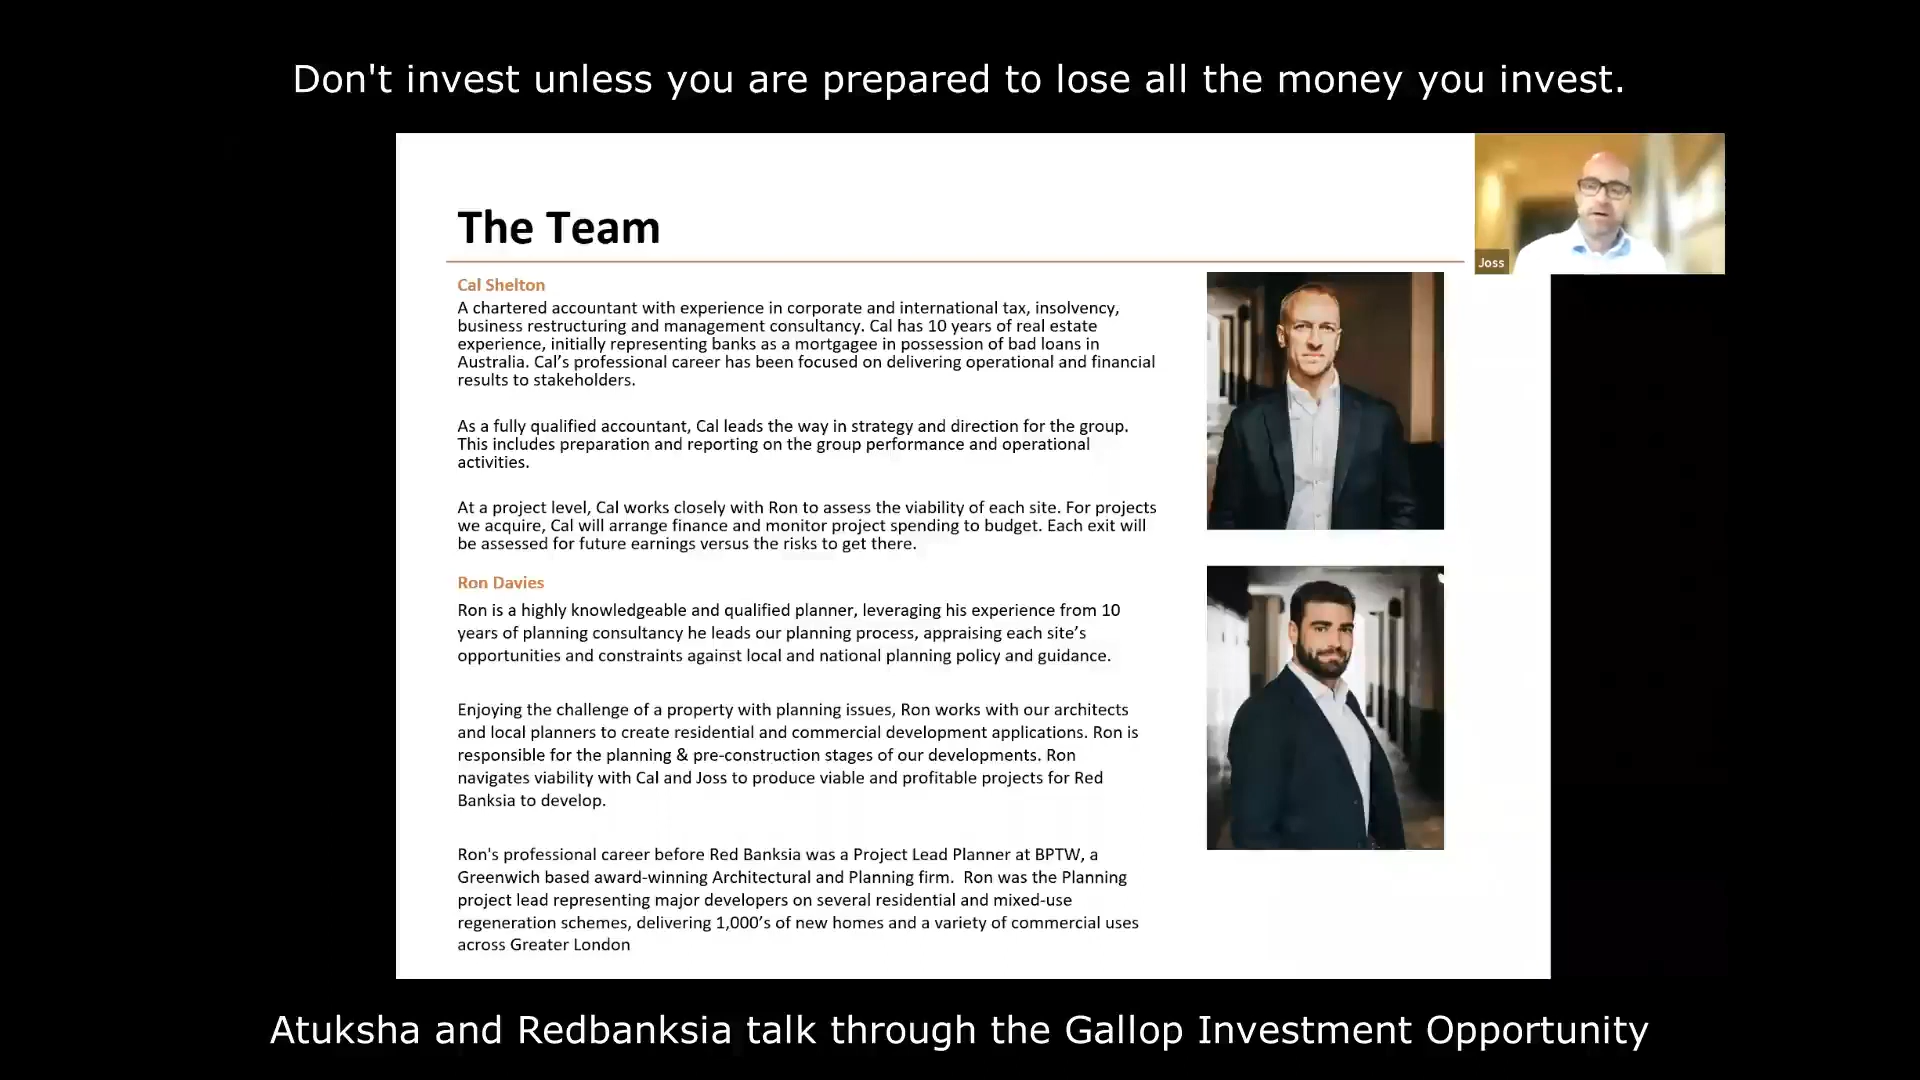 Don't invest unless you are prepared to lose all the money you invest.
The Team
Joss
Cal Shelton
A chartered accountant with experience in corporate and international tax, insolvency,
business restructuring and management consultancy. Cal has 10 years of real estate
experience, initially representing banks as a mortgagee in possession of bad loans in
Australia. Cal’s professional career has been focused on delivering operational and financial
results to stakeholders.
As a fully qualified accountant, Cal leads the way in strategy and direction for the group.
This includes preparation and reporting on the group performance and operational
activities.
At a project level, Cal works closely with Ron to assess the viability of each site. For projects
we acquire, Cal will arrange finance and monitor project spending to budget. Each exit will
be assessed for future earnings versus the risks to get there.
Ron Davies
Ron is a highly knowledgeable and qualified planner, leveraging his experience from 10
years of planning consultancy he leads our planning process, appraising each site’s
opportunities and constraints against local and national planning policy and guidance.
Enjoying the challenge of a property with planning issues, Ron works with our architects
and local planners to create residential and commercial development applications. Ron is
responsible for the planning & pre-construction stages of our developments. Ron
navigates viability with Cal and Joss to produce viable and profitable projects for Red
Banksia to develop.
Ron's professional career before Red Banksia was a Project Lead Planner at BPTW, a
Greenwich based award-winning Architectural and Planning firm.  Ron was the Planning
project lead representing major developers on several residential and mixed-use
regeneration schemes, delivering 1,000’s of new homes and a variety of commercial uses
across Greater London
Atuksha and Redbanksia talk through the Gallop Investment Opportunity